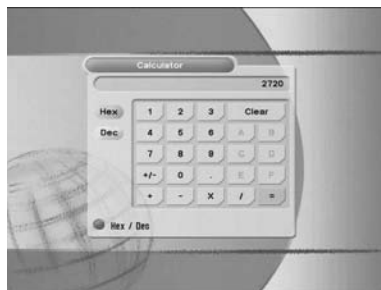 Calculator
2720
Hex 1 2 3 Clear
Dec 4 5 6 A B
7 8 9 C D
+/- 0 . E F
+ - X / =
Hex / Dec